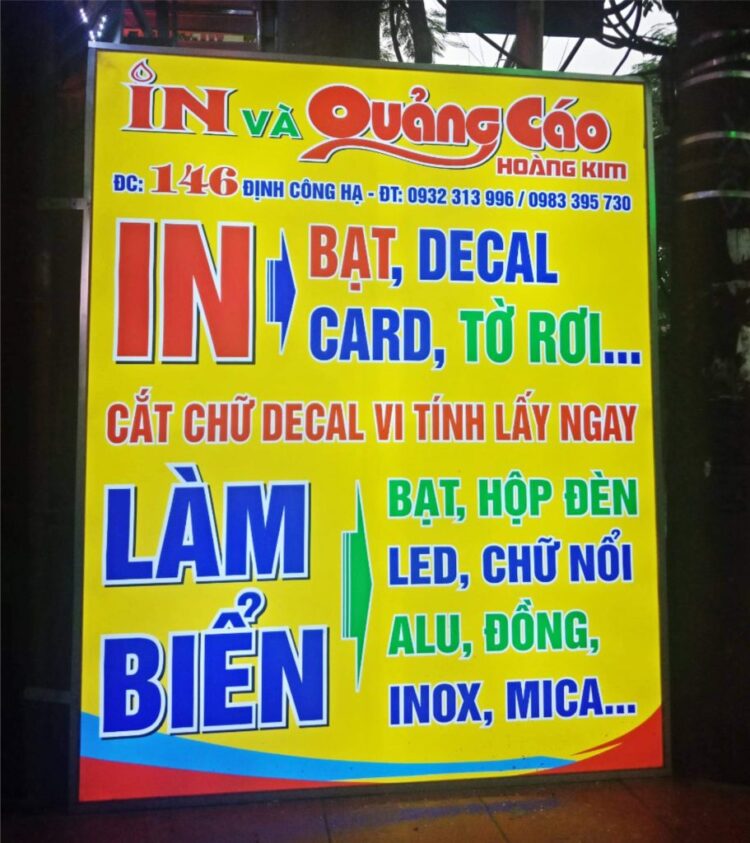 IN VÀ Quảng Cáo
HOÀNG KIM
ĐC: 146 ĐỊNH CÔNG HẠ - ĐT: 0932 313 996 / 0983 395 730
IN BẠT, DECAL
CARD, TỜ RƠI...
CẮT CHỮ DECAL VI TÍNH LẤY NGAY
LÀM BIỂN
BẠT, HỘP ĐÈN
LED, CHỮ NỔI
ALU, ĐỒNG,
INOX, MICA...